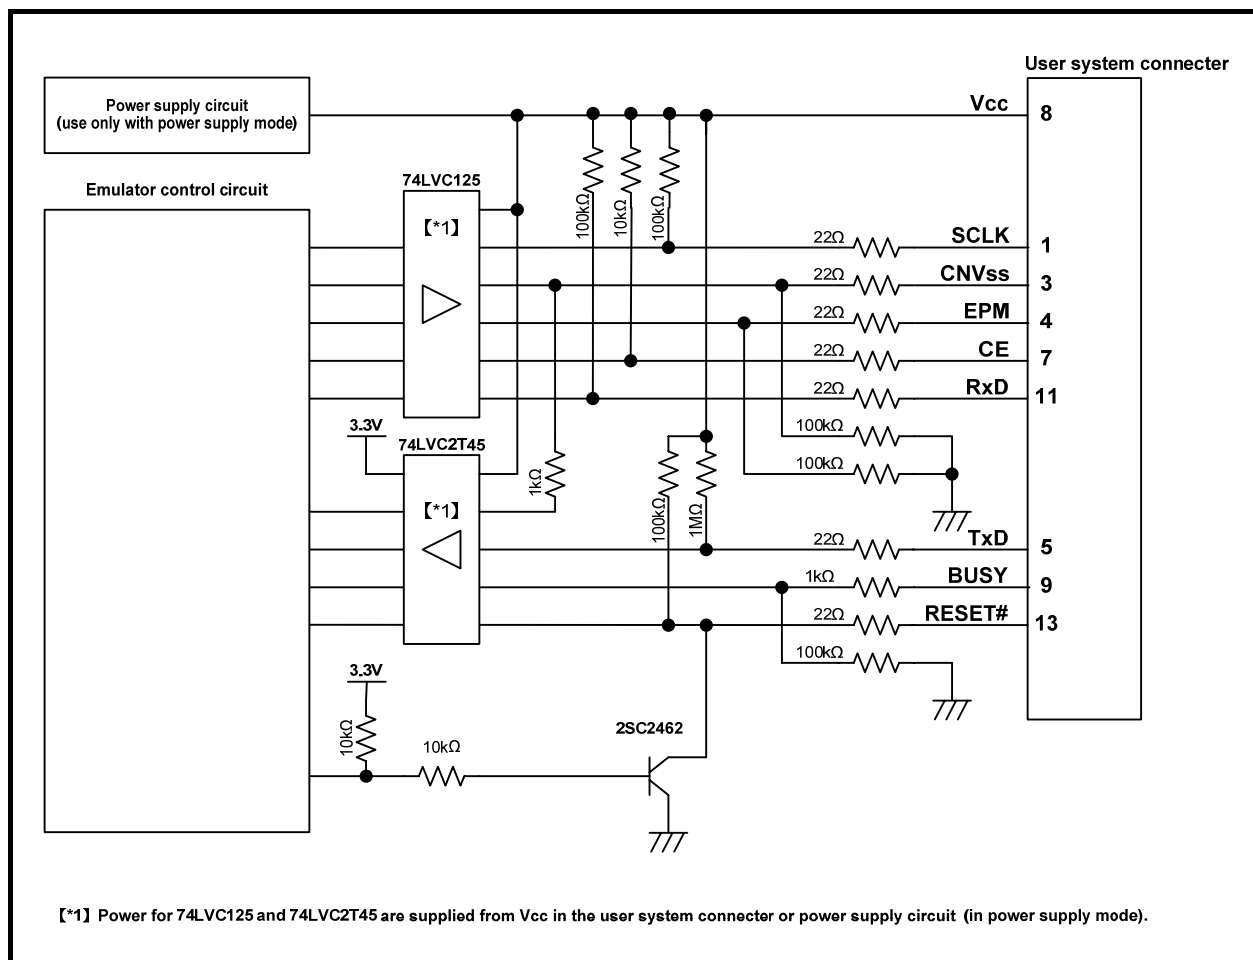 User system connecter
Power supply circuit
(use only with power supply mode)
Vcc
8
Emulator control circuit
74LVC125
【*1】
100kΩ
10kΩ
100kΩ
22Ω
SCLK
1
22Ω
CNVss
3
22Ω
EPM
4
22Ω
CE
7
22Ω
RxD
11
3.3V
74LVC2T45
【*1】
1kΩ
100kΩ
1MΩ
100kΩ
100kΩ
22Ω
TxD
5
1kΩ
BUSY
9
22Ω
RESET#
13
100kΩ
3.3V
10kΩ
10kΩ
2SC2462
【*1】 Power for 74LVC125 and 74LVC2T45 are supplied from Vcc in the user system connecter or power supply circuit (in power supply mode).